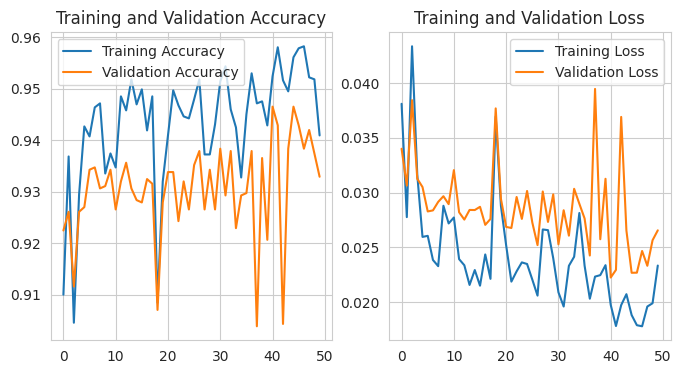 Training and Validation Accuracy
Training Accuracy
Validation Accuracy
0.96
0.95
0.94
0.93
0.92
0.91
0 10 20 30 40 50
Training and Validation Loss
Training Loss
Validation Loss
0.040
0.035
0.030
0.025
0.020
0 10 20 30 40 50